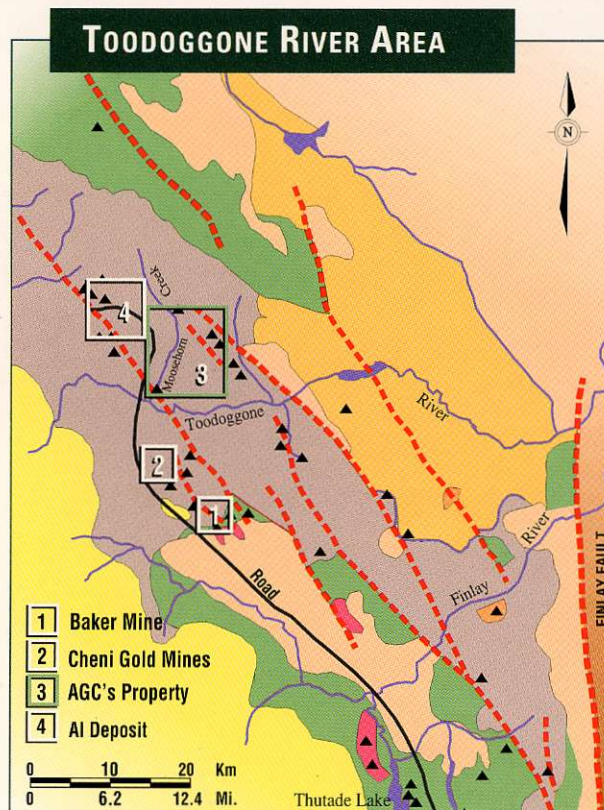 TOODOGGONE RIVER AREA
N
4
Creek
Moosehorn
3
Toodoggone
River
2
1
River
Finlay
Road
FINLAY FAULT
1 Baker Mine
2 Cheni Gold Mines
3 AGC's Property
4 Al Deposit
0 10 20 Km
0 6.2 12.4 Mi.
Thutade Lake